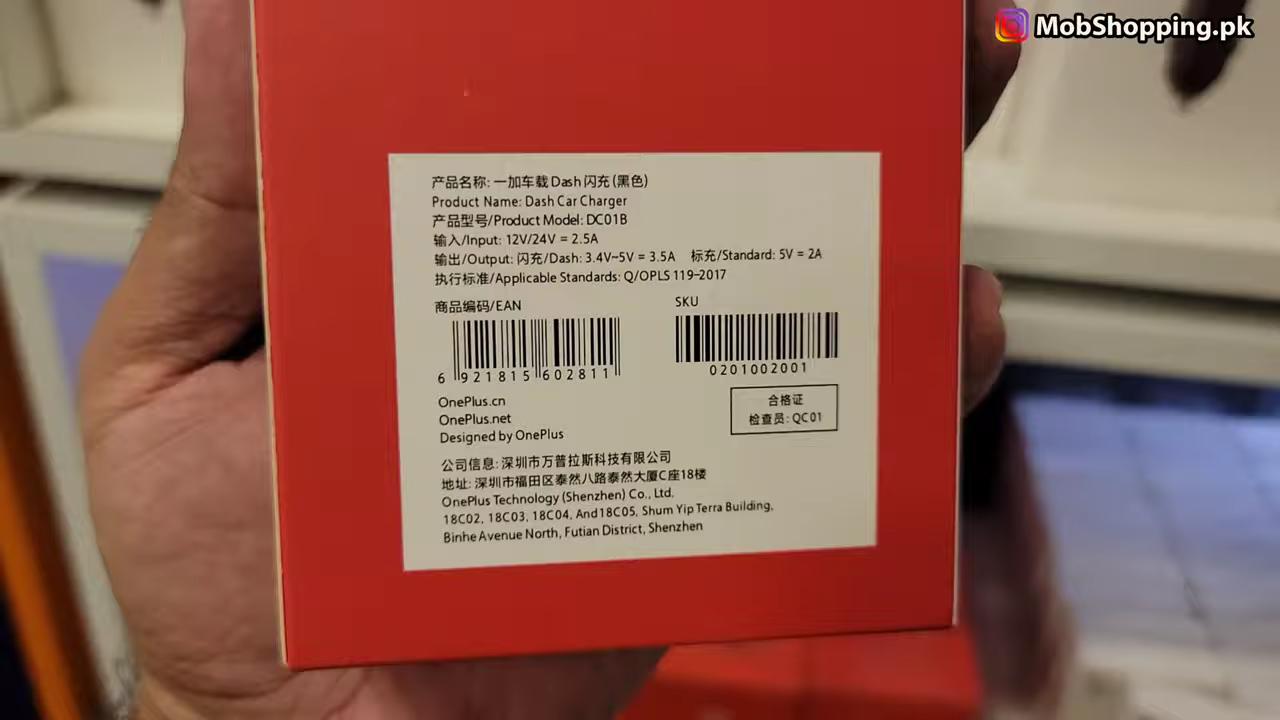 MobShopping.pk
产品名称: 一加车载 Dash 闪充 (黑色)
Product Name: Dash Car Charger
产品型号/Product Model: DC01B
输入/Input: 12V/24V = 2.5A
输出/Output: 闪充/Dash: 3.4V~5V = 3.5A 标充/Standard: 5V = 2A
执行标准/Applicable Standards: Q/OPLS 119-2017
商品编码/EAN
SKU
6 921815 602811
0201002001
OnePlus.cn
OnePlus.net
Designed by OnePlus
合格证
检查员: QC01
公司信息: 深圳市万普拉斯科技有限公司
地址: 深圳市福田区泰然八路泰然大厦C座18楼
OnePlus Technology (Shenzhen) Co., Ltd.
18C02, 18C03, 18C04, And 18C05, Shum Yip Terra Building,
Binhe Avenue North, Futian District, Shenzhen